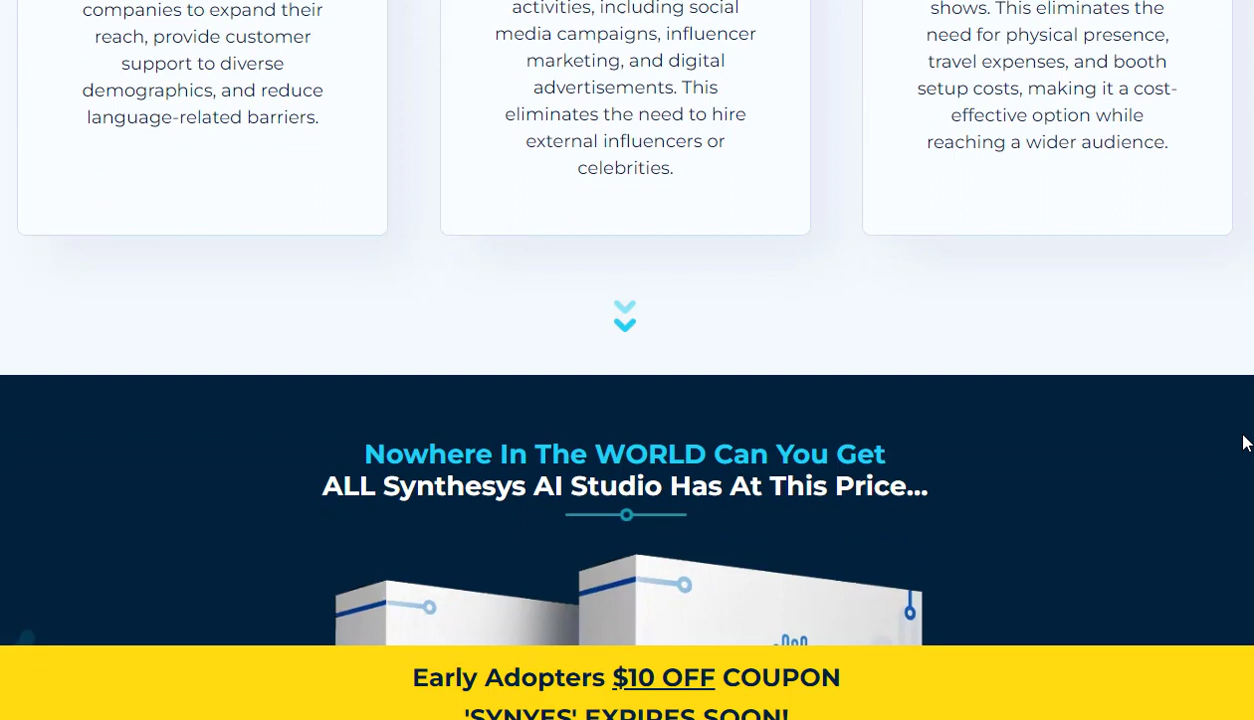 companies to expand their
reach, provide customer
support to diverse
demographics, and reduce
language-related barriers.
activities, including social
media campaigns, influencer
marketing, and digital
advertisements. This
eliminates the need to hire
external influencers or
celebrities.
shows. This eliminates the
need for physical presence,
travel expenses, and booth
setup costs, making it a cost-
effective option while
reaching a wider audience.
Nowhere In The WORLD Can You Get
ALL Synthesys AI Studio Has At This Price...
Early Adopters $10 OFF COUPON
'SYNYES' EXPIRES SOON!